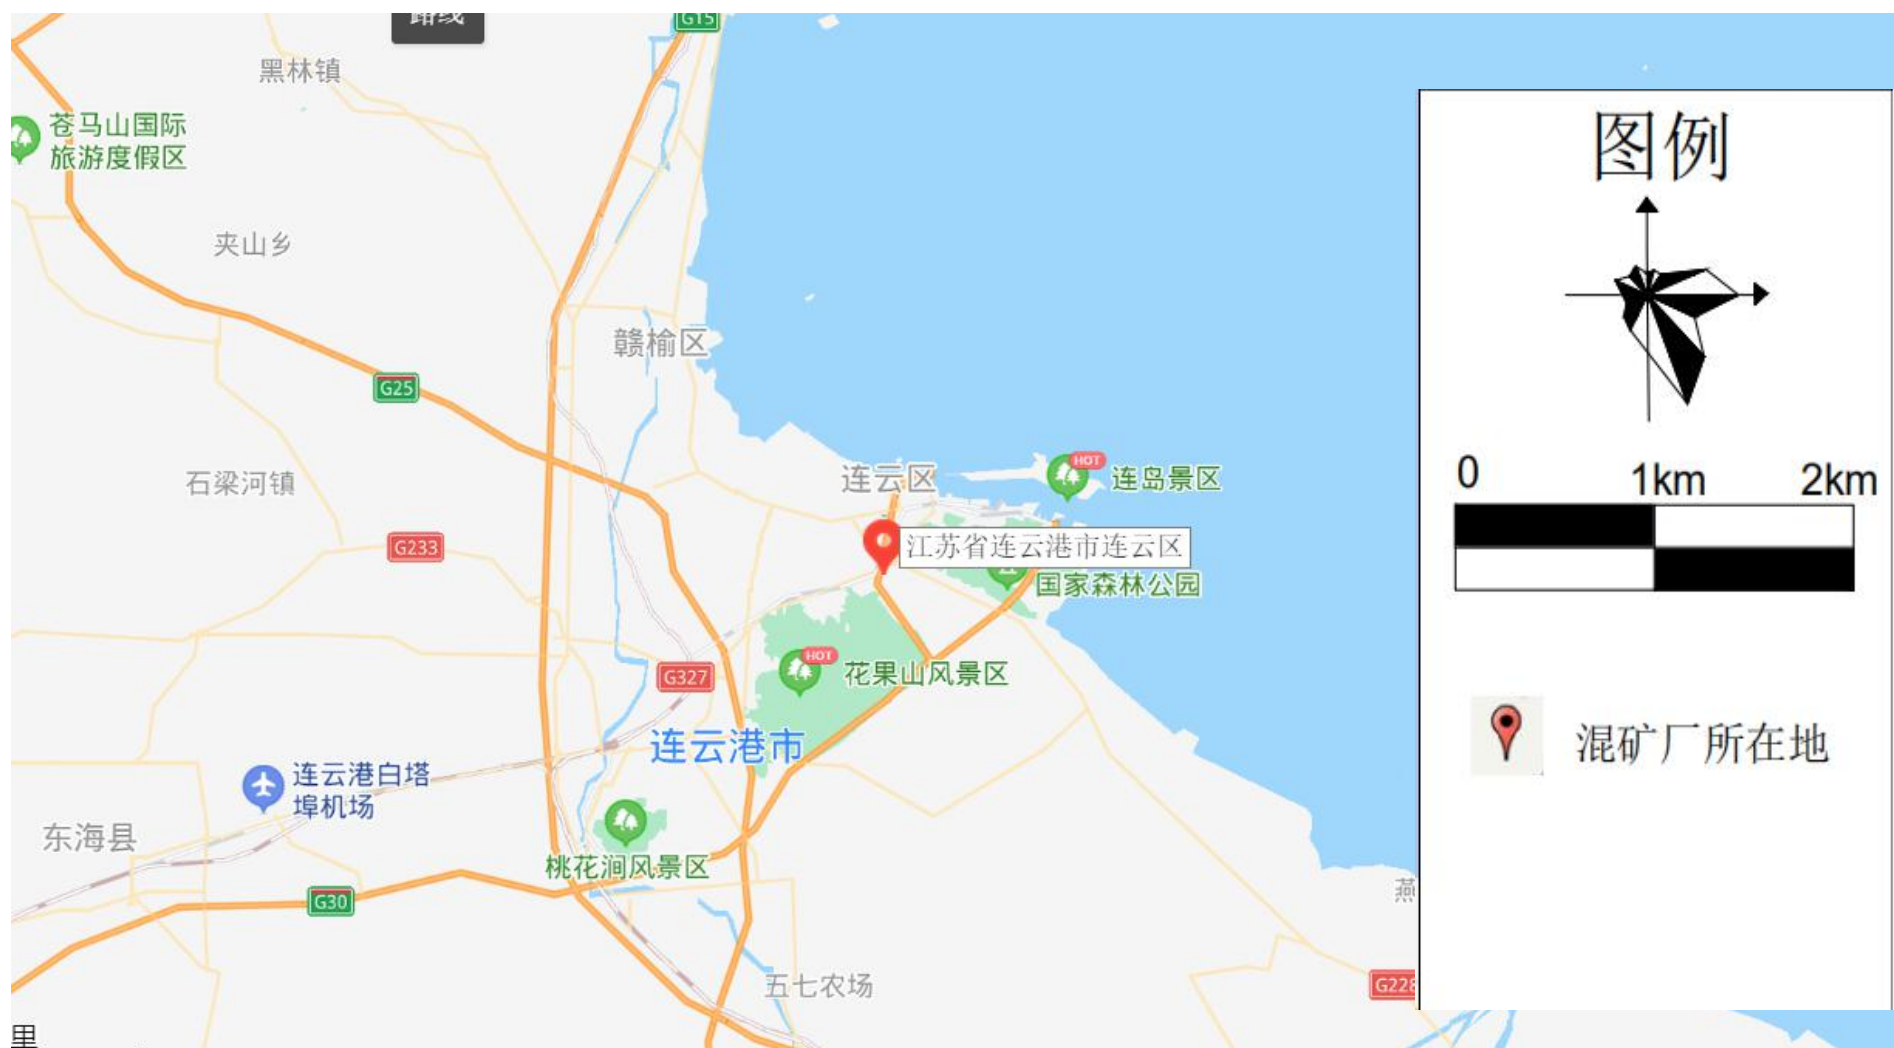 路线
G15
黑林镇
苍马山国际
旅游度假区
夹山乡
赣榆区
G25
石梁河镇
连云区
HOT
连岛景区
G233
江苏省连云港市连云区
国家森林公园
HOT
花果山风景区
G327
连云港市
连云港白塔
埠机场
东海县
桃花涧风景区
G30
燕
五七农场
G228
里
图例
0 1km 2km
混矿厂所在地